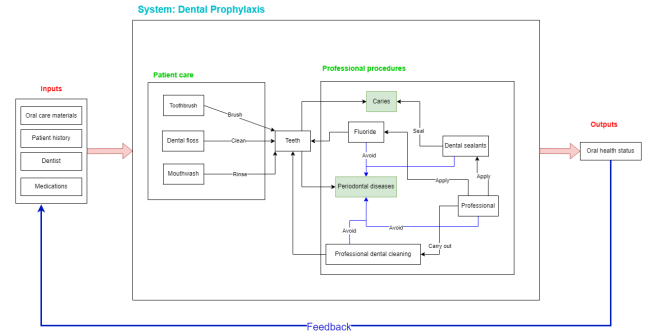 System: Dental Prophylaxis
Inputs
Oral care materials
Patient history
Dentist
Medications
Patient care
Toothbrush
Dental floss
Mouthwash
Brush
Clean
Rinse
Teeth
Professional procedures
Caries
Fluoride
Seal
Dental sealants
Avoid
Apply
Apply
Periodontal diseases
Professional
Avoid
Avoid
Carry out
Professional dental cleaning
Outputs
Oral health status
Feedback